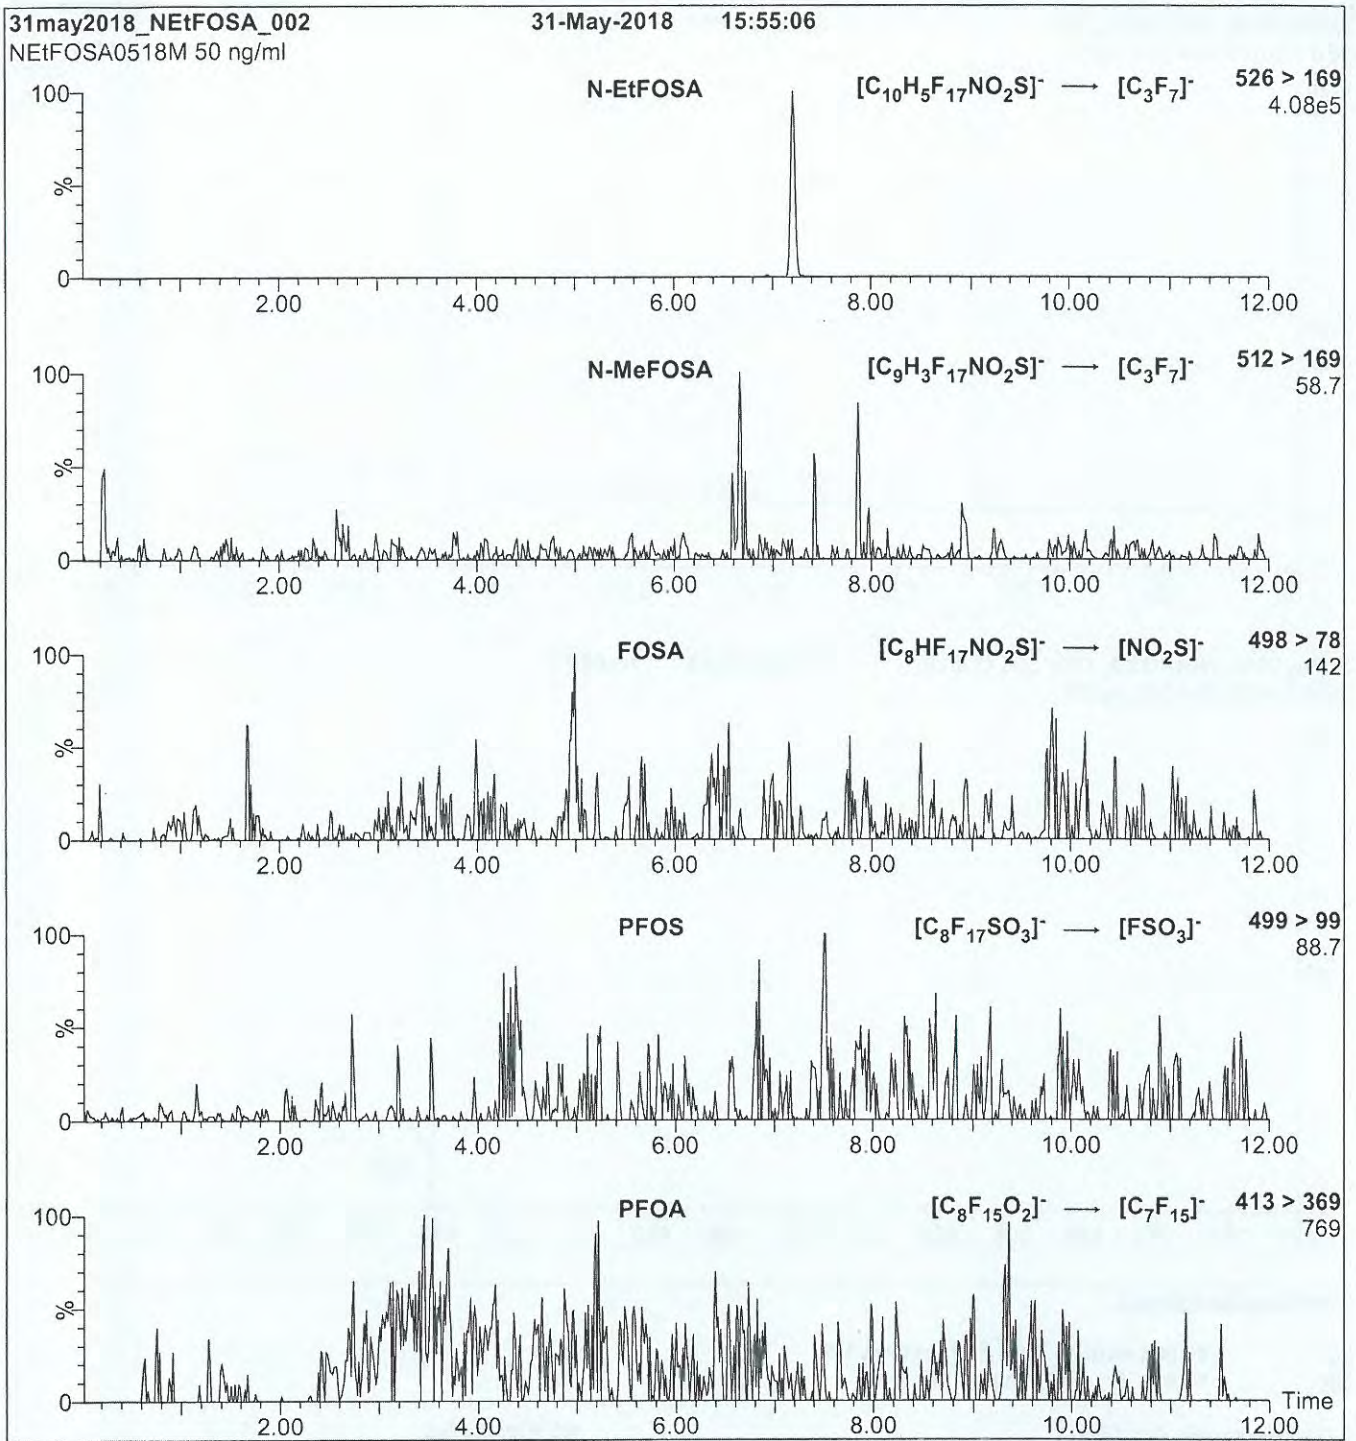 31may2018_NEtFOSA_002 31-May-2018 15:55:06
NEtFOSA0518M 50 ng/ml
N-EtFOSA [C₁₀H₅F₁₇NO₂S]⁻ → [C₃F₇]⁻ 526 > 169
4.08e5
100
%
0
2.00 4.00 6.00 8.00 10.00 12.00
N-MeFOSA [C₉H₃F₁₇NO₂S]⁻ → [C₃F₇]⁻ 512 > 169
58.7
100
%
0
2.00 4.00 6.00 8.00 10.00 12.00
FOSA [C₈HF₁₇NO₂S]⁻ → [NO₂S]⁻ 498 > 78
142
100
%
0
2.00 4.00 6.00 8.00 10.00 12.00
PFOS [C₈F₁₇SO₃]⁻ → [FSO₃]⁻ 499 > 99
88.7
100
%
0
2.00 4.00 6.00 8.00 10.00 12.00
PFOA [C₈F₁₅O₂]⁻ → [C₇F₁₅]⁻ 413 > 369
769
100
%
0
Time
2.00 4.00 6.00 8.00 10.00 12.00